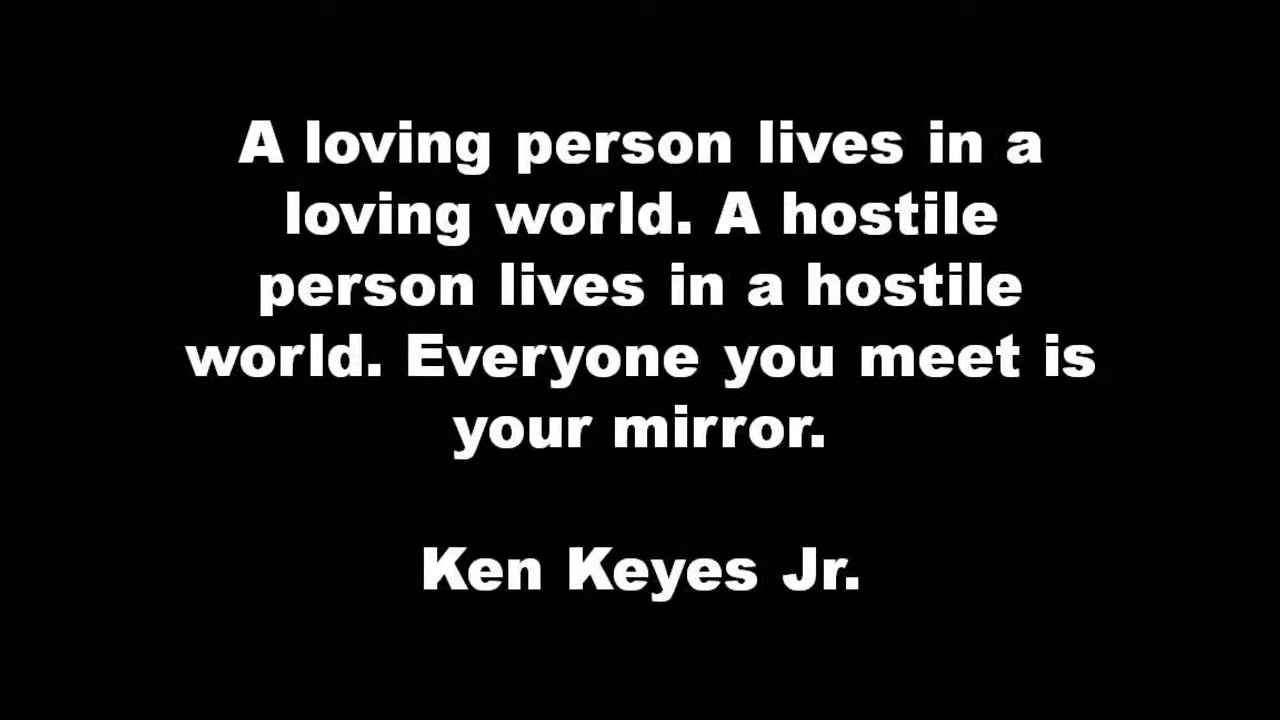 A loving person lives in a
loving world. A hostile
person lives in a hostile
world. Everyone you meet is
your mirror.
Ken Keyes Jr.